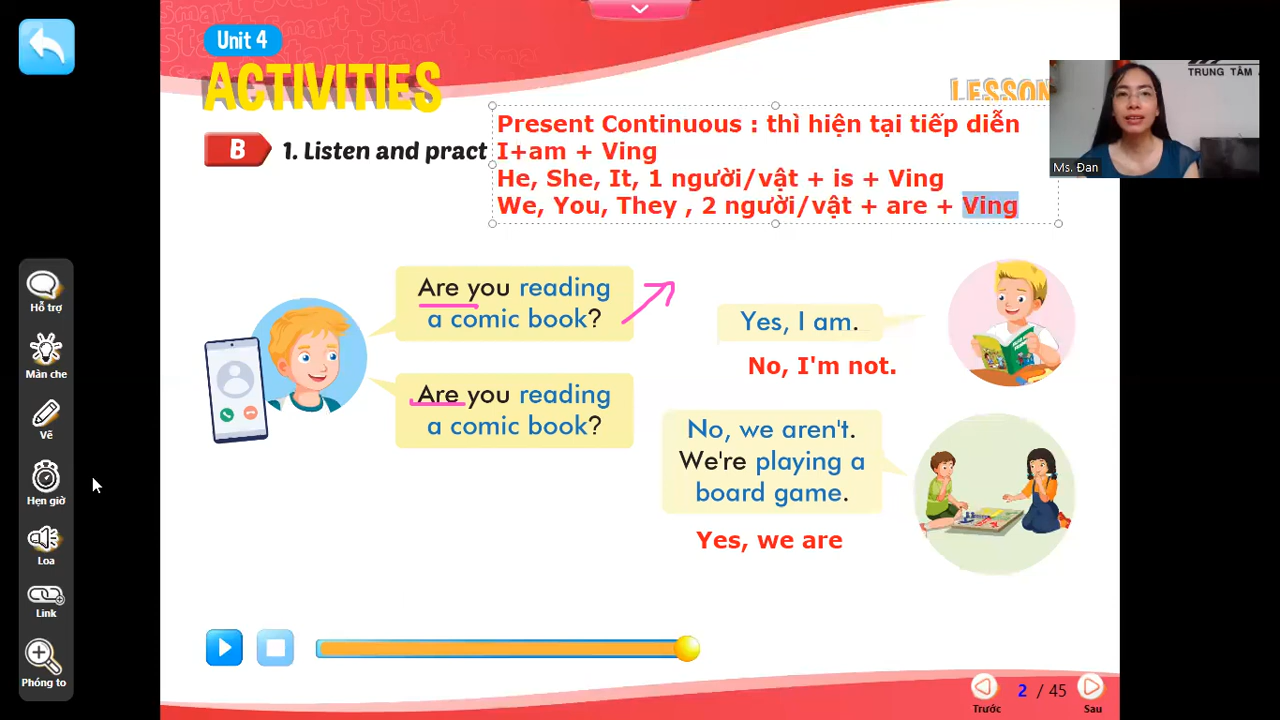 Unit 4
ACTIVITIES
LESSON
TRUNG TÂM
Ms. Đan
B
1. Listen and pract
Present Continuous : thì hiện tại tiếp diễn
I+am + Ving
He, She, It, 1 người/vật + is + Ving
We, You, They , 2 người/vật + are + Ving
Are you reading
a comic book?
Yes, I am.
No, I'm not.
Are you reading
a comic book?
No, we aren't.
We're playing a
board game.
Yes, we are
Hỗ trợ
Màn che
Vẽ
Hẹn giờ
Loa
Link
Phóng to
2 / 45
Trước
Sau